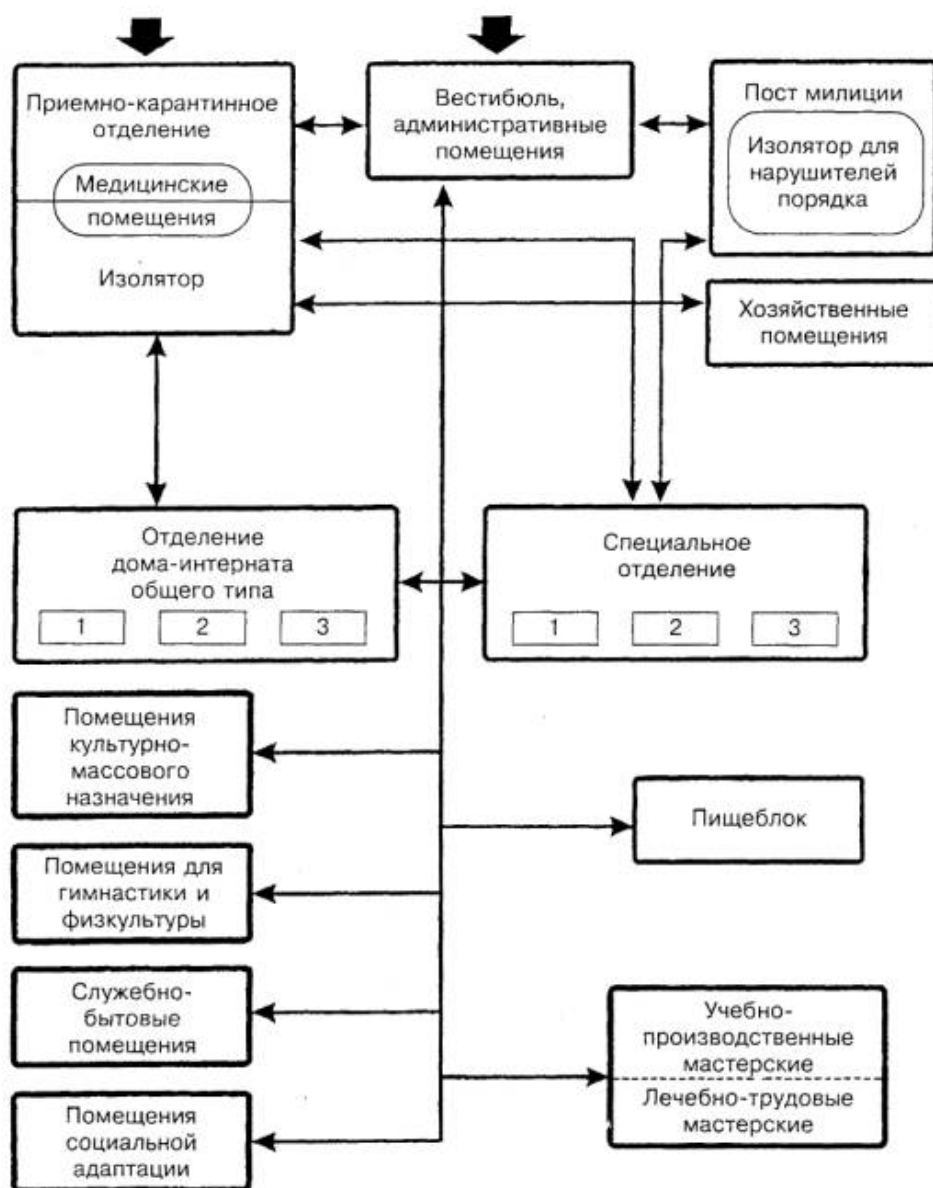 Приемно-карантинное
отделение
Медицинские
помещения
Изолятор
Вестибюль,
административные
помещения
Пост милиции
Изолятор для
нарушителей
порядка
Хозяйственные
помещения
Отделение
дома-интерната
общего типа
1
2
3
Специальное
отделение
1
2
3
Помещения
культурно-
массового
назначения
Пищеблок
Помещения для
гимнастики и
физкультуры
Служебно-
бытовые
помещения
Учебно-
производственные
мастерские
Лечебно-трудовые
мастерские
Помещения
социальной
адаптации